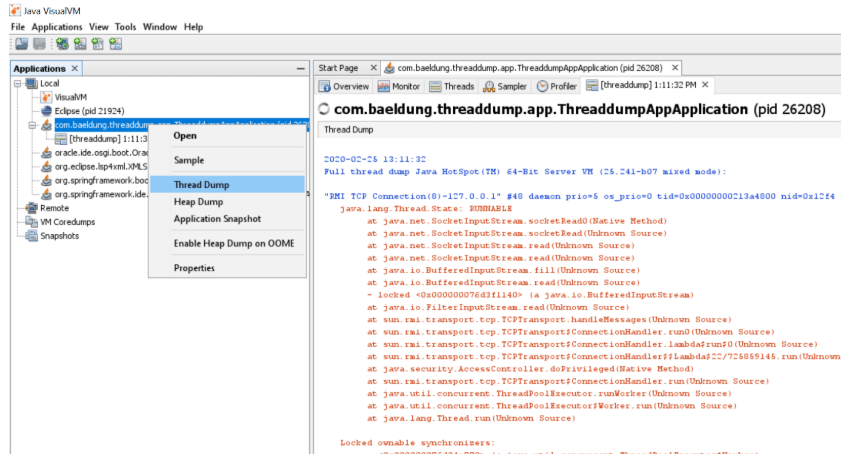 Java VisualVM
File Applications View Tools Window Help
Applications
Local
VisualVM
Eclipse (pid 21924)
com.baeldung.threaddump.app.ThreaddumpAppApplication (pid 262
[threaddump] 1:11:3
oracle.ide.osgi.boot.Orac
org.eclipse.lsp4xml.XMLS
org.springframework.boo
org.springframework.ide.
Remote
VM Coredumps
Snapshots
Open
Sample
Thread Dump
Heap Dump
Application Snapshot
Enable Heap Dump on OOME
Properties
Start Page com.baeldung.threaddump.app.ThreaddumpAppApplication (pid 26208)
Overview Monitor Threads Sampler Profiler [threaddump] 1:11:32 PM
com.baeldung.threaddump.app.ThreaddumpAppApplication (pid 26208)
Thread Dump
2020-02-25 13:11:32
Full thread dump Java HotSpot(TM) 64-Bit Server VM (25.241-b07 mixed mode):
"RMI TCP Connection(8)-127.0.0.1" #48 daemon prio=5 os_prio=0 tid=0x00000000213a4800 nid=0x12f4
java.lang.Thread.State: RUNNABLE
at java.net.SocketInputStream.socketRead0(Native Method)
at java.net.SocketInputStream.socketRead(Unknown Source)
at java.net.SocketInputStream.read(Unknown Source)
at java.net.SocketInputStream.read(Unknown Source)
at java.io.BufferedInputStream.fill(Unknown Source)
at java.io.BufferedInputStream.read(Unknown Source)
- locked <0x000000076d3f1140> (a java.io.BufferedInputStream)
at java.io.FilterInputStream.read(Unknown Source)
at sun.rmi.transport.tcp.TCPTransport.handleMessages(Unknown Source)
at sun.rmi.transport.tcp.TCPTransport$ConnectionHandler.run0(Unknown Source)
at sun.rmi.transport.tcp.TCPTransport$ConnectionHandler.lambda$run$0(Unknown Source)
at sun.rmi.transport.tcp.TCPTransport$ConnectionHandler$$Lambda$22/725859145.run(Unknown
at java.security.AccessController.doPrivileged(Native Method)
at sun.rmi.transport.tcp.TCPTransport$ConnectionHandler.run(Unknown Source)
at java.util.concurrent.ThreadPoolExecutor.runWorker(Unknown Source)
at java.util.concurrent.ThreadPoolExecutor$Worker.run(Unknown Source)
at java.lang.Thread.run(Unknown Source)
Locked ownable synchronizers: